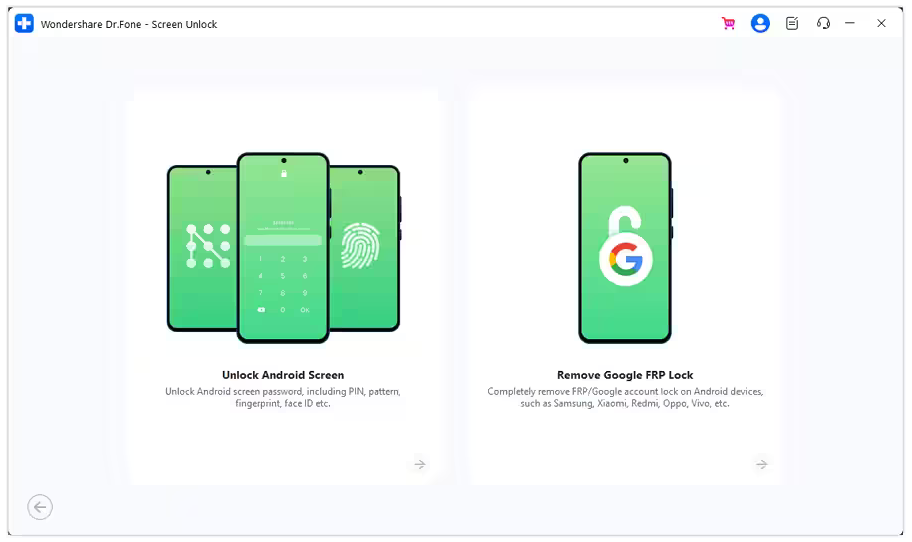 Wondershare Dr.Fone - Screen Unlock
1 2 3
4 5 6
7 8 9
0 OK
G
Unlock Android Screen
Unlock Android screen password, including PIN, pattern,
fingerprint, face ID etc.
Remove Google FRP Lock
Completely remove FRP/Google account lock on Android devices,
such as Samsung, Xiaomi, Redmi, Oppo, Vivo, etc.